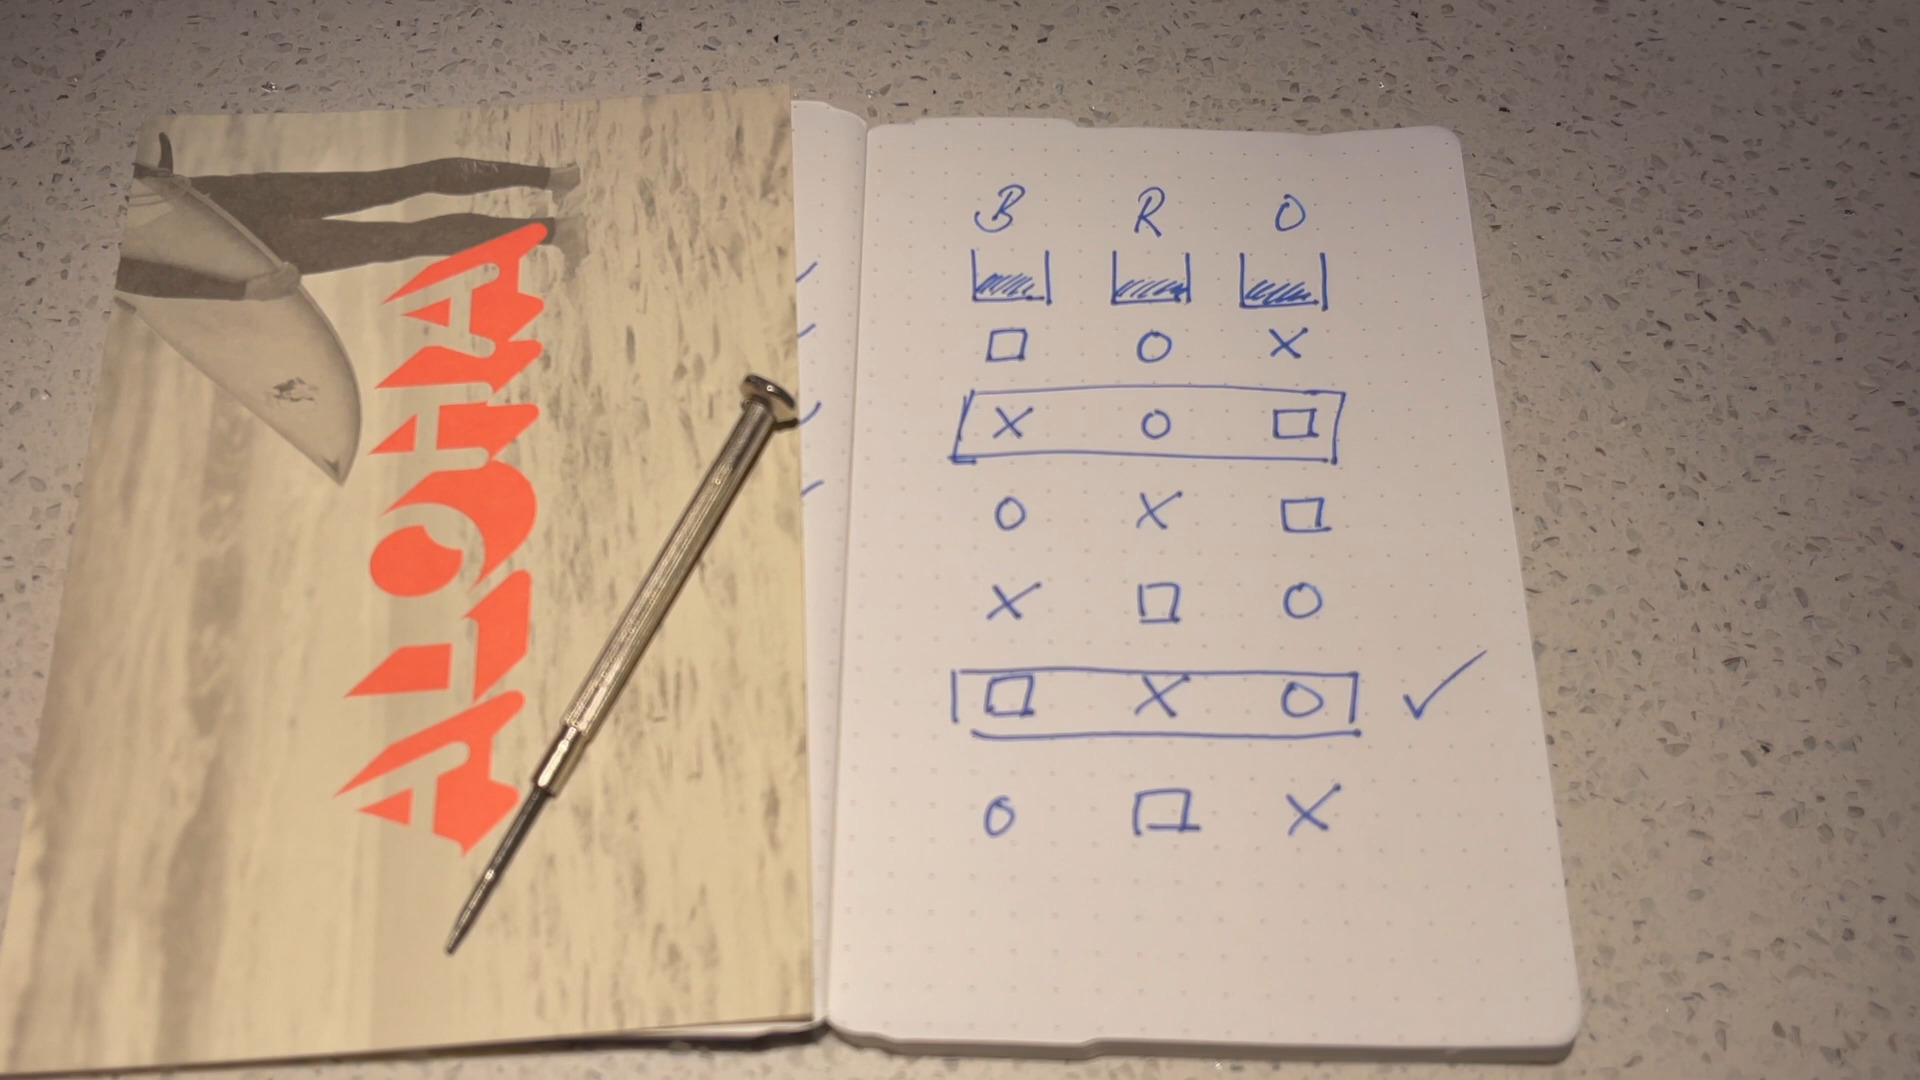 ALOHA
B R O
□ O X
X O □
O X □
X □ O
□ X O ✓
O □ X